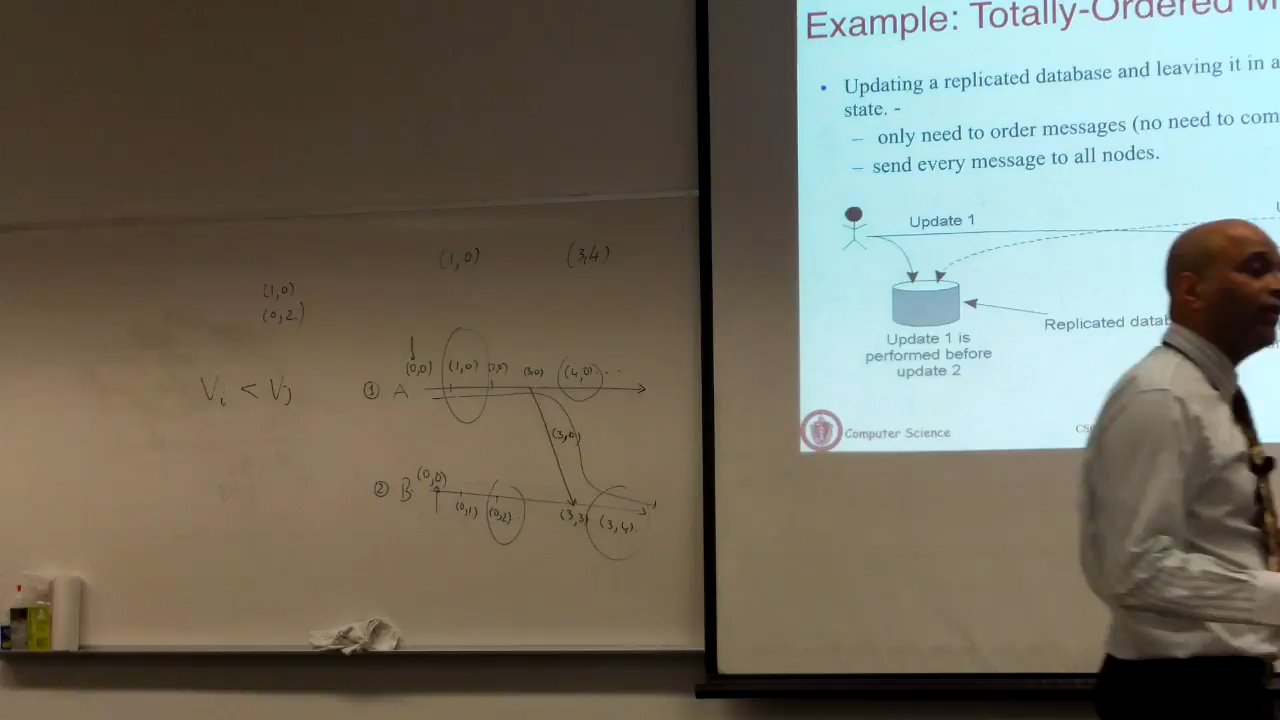 (1,0)
(3,4)
(1,0)
(0,2)
Vi < Vj
(0,0)
(1,0)
(2,0)
(3,0)
(4,0)...
① A
(3,0)
② B
(0,0)
(0,1)
(0,2)
(3,3)
(3,4).
Example: Totally-Ordered M
• Updating a replicated database and leaving it in a
state. -
– only need to order messages (no need to com
– send every message to all nodes.
Update 1
Update 1 is
performed before
update 2
Computer Science